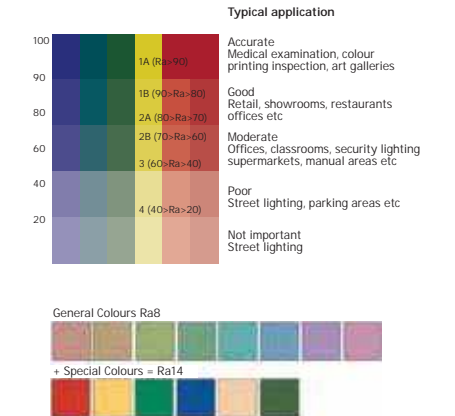 Typical application
100
Accurate
Medical examination, colour
printing inspection, art galleries
1A (Ra>90)
90
Good
Retail, showrooms, restaurants
offices etc
1B (90>Ra>80)
80
2A (80>Ra>70)
Moderate
Offices, classrooms, security lighting
supermarkets, manual areas etc
2B (70>Ra>60)
60
3 (60>Ra>40)
40
Poor
Street lighting, parking areas etc
4 (40>Ra>20)
20
Not important
Street lighting
General Colours Ra8
+ Special Colours = Ra14